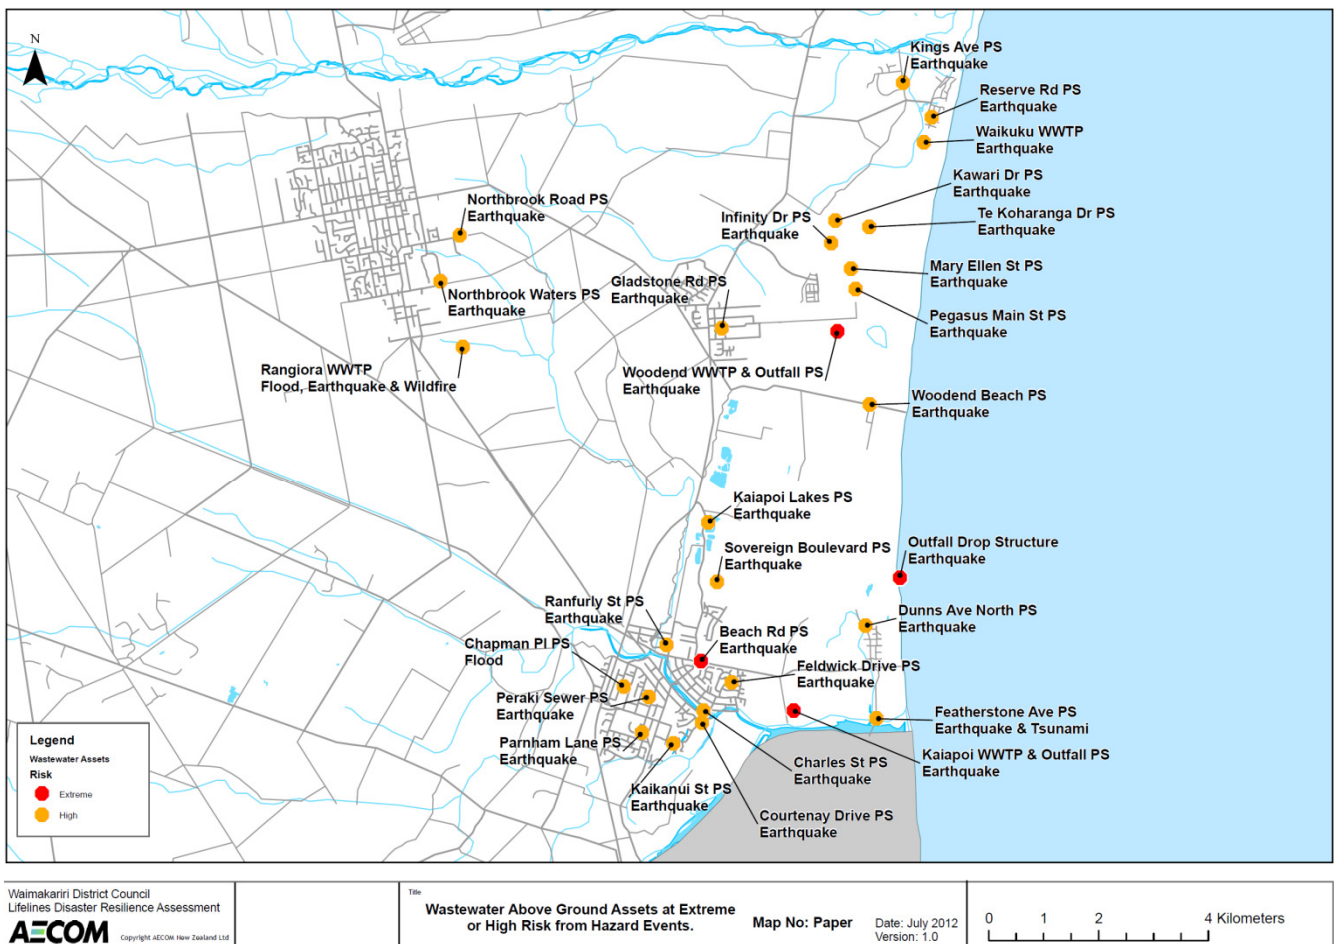 N
Kings Ave PS
Earthquake
Reserve Rd PS
Earthquake
Waikuku WWTP
Earthquake
Kawari Dr PS
Earthquake
Te Koharanga Dr PS
Earthquake
Northbrook Road PS
Earthquake
Infinity Dr PS
Earthquake
Mary Ellen St PS
Earthquake
Gladstone Rd PS
Earthquake
Northbrook Waters PS
Earthquake
Pegasus Main St PS
Earthquake
Rangiora WWTP
Flood, Earthquake & Wildfire
Woodend WWTP & Outfall PS
Earthquake
Woodend Beach PS
Earthquake
Kaiapoi Lakes PS
Earthquake
Sovereign Boulevard PS
Earthquake
Outfall Drop Structure
Earthquake
Ranfurly St PS
Earthquake
Dunns Ave North PS
Earthquake
Beach Rd PS
Earthquake
Chapman Pl PS
Flood
Feldwick Drive PS
Earthquake
Peraki Sewer PS
Earthquake
Featherstone Ave PS
Earthquake & Tsunami
Parnham Lane PS
Earthquake
Kaiapoi WWTP & Outfall PS
Earthquake
Charles St PS
Earthquake
Kaikanui St PS
Earthquake
Courtenay Drive PS
Earthquake
Legend
Wastewater Assets
Risk
Extreme
High
Waimakariri District Council
Lifelines Disaster Resilience Assessment
AECOM
Copyright AECOM New Zealand Ltd
Title
Wastewater Above Ground Assets at Extreme
or High Risk from Hazard Events.
Map No: Paper
Date: July 2012
Version: 1.0
0 1 2 4 Kilometers